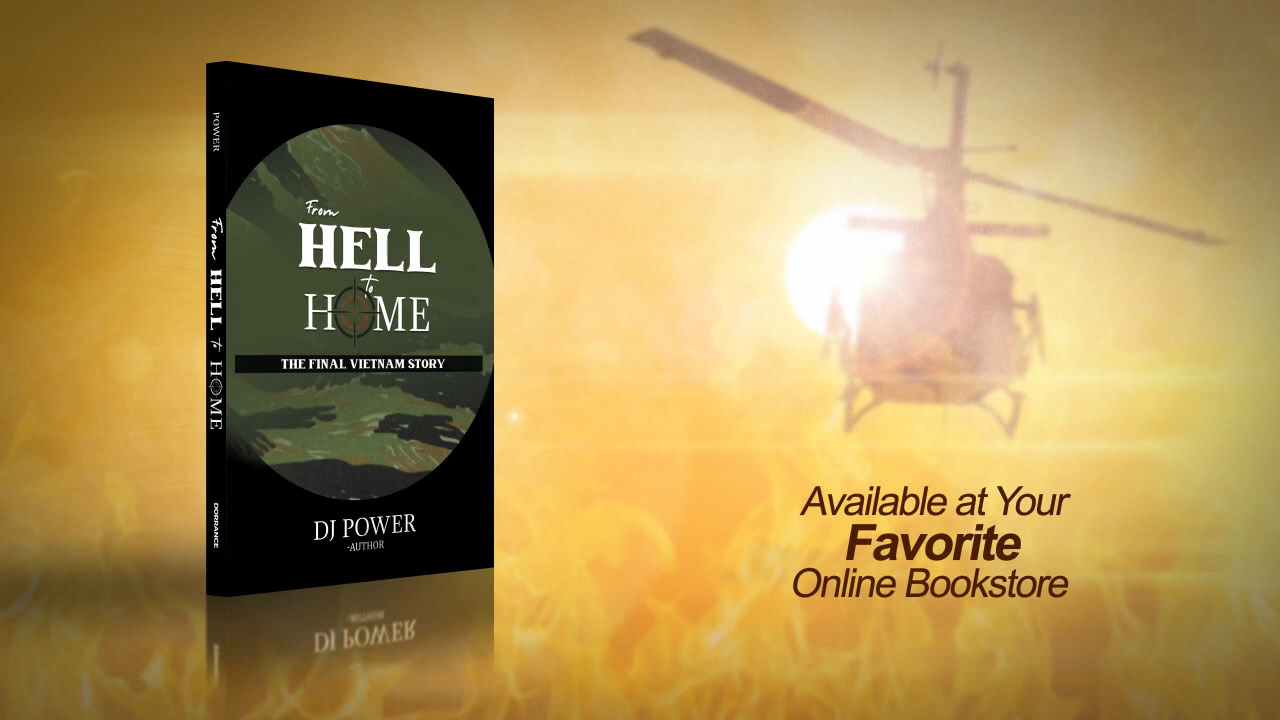 POWER
From HELL to HOME
DORRANCE
From
HELL
to
HOME
THE FINAL VIETNAM STORY
DJ POWER
-AUTHOR
Available at Your
Favorite
Online Bookstore